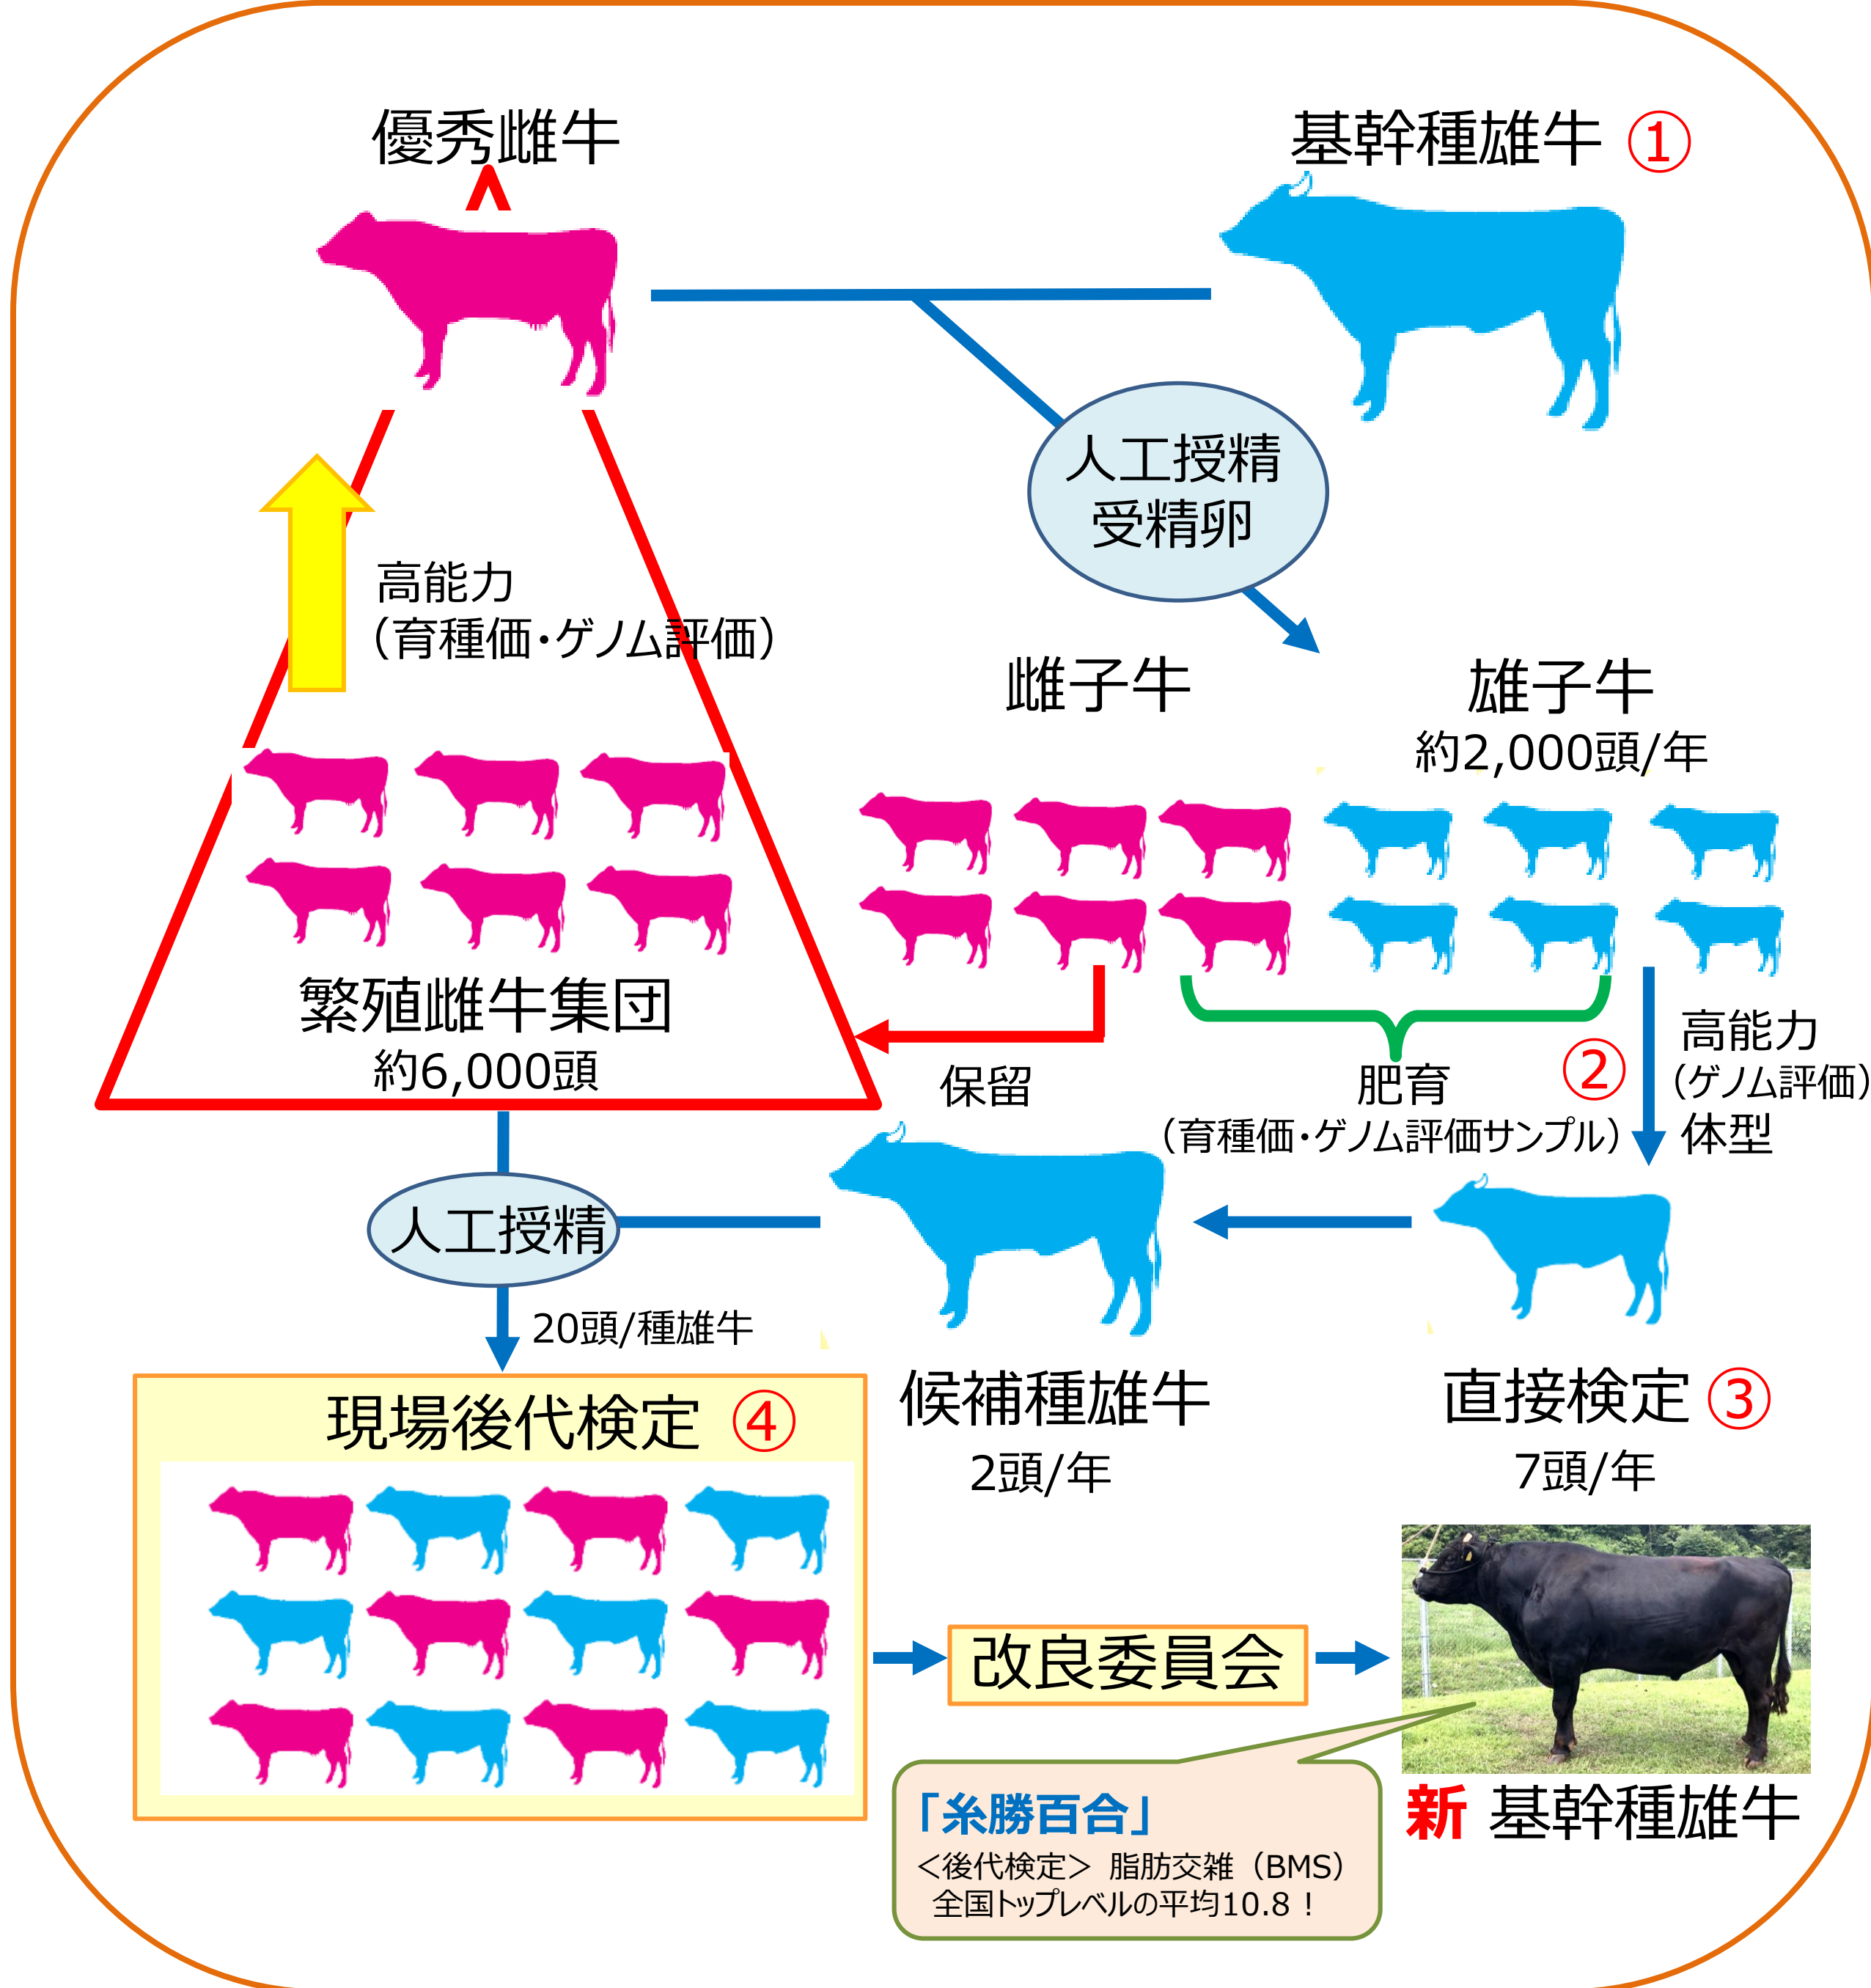 優秀雌牛
基幹種雄牛 ①
人工授精
受精卵
高能力
（育種価・ゲノム評価）
雌子牛
雄子牛
約2,000頭/年
繁殖雌牛集団
約6,000頭
保留
肥育
（育種価・ゲノム評価サンプル）
②
高能力
（ゲノム評価）
体型
人工授精
20頭/種雄牛
候補種雄牛
2頭/年
直接検定 ③
7頭/年
現場後代検定 ④
改良委員会
新 基幹種雄牛
「糸勝百合」
＜後代検定＞ 脂肪交雑（BMS）
全国トップレベルの平均10.8！